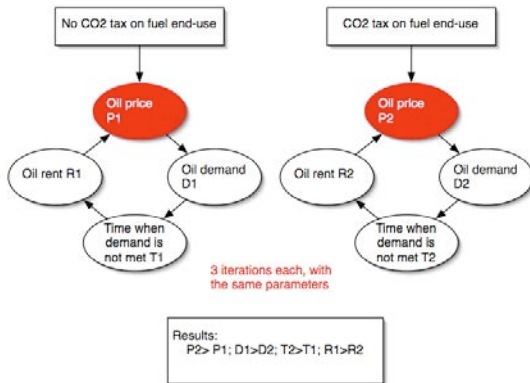 No CO2 tax on fuel end-use
CO2 tax on fuel end-use
Oil price
P1
Oil price
P2
Oil rent R1
Oil demand
D1
Oil rent R2
Oil demand
D2
Time when
demand is
not met T1
Time when
demand is
not met T2
3 iterations each, with
the same parameters
Results:
P2> P1; D1>D2; T2>T1; R1>R2